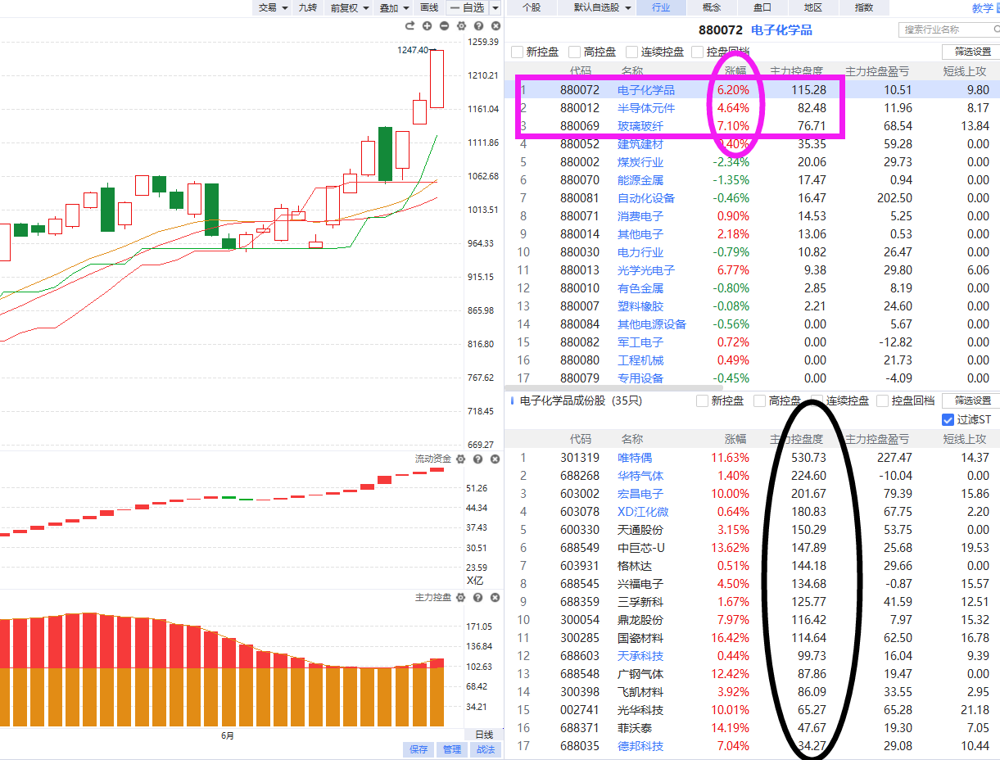 交易 九转 前复权 叠加 画线 一 自选
个股 默认自选股 行业 概念 盘口 地区 指数 教学
880072 电子化学品
搜索行业名称
新控盘 高控盘 连续控盘 控盘回档 筛选设置
代码 名称 涨幅 主力控盘度 主力控盘盈亏 短线上攻
1 880072 电子化学品 6.20% 115.28 10.51 9.80
2 880012 半导体元件 4.64% 82.48 11.96 8.17
3 880069 玻璃玻纤 7.10% 76.71 68.54 13.84
4 880052 建筑建材 .40% 35.35 59.28 0.00
5 880002 煤炭行业 -2.34% 20.06 29.73 0.00
6 880070 能源金属 -1.35% 17.47 0.94 0.00
7 880081 自动化设备 -0.46% 16.47 202.50 0.00
8 880071 消费电子 0.90% 14.53 5.25 0.00
9 880014 其他电子 2.18% 13.06 0.53 0.00
10 880030 电力行业 -0.79% 10.82 26.47 0.00
11 880013 光学光电子 6.77% 9.38 29.80 6.06
12 880010 有色金属 -0.80% 2.85 8.19 0.00
13 880007 塑料橡胶 -0.08% 2.21 24.60 0.00
14 880084 其他电源设备 -0.56% 0.00 5.67 0.00
15 880082 军工电子 0.72% 0.00 -12.82 0.00
16 880080 工程机械 0.49% 0.00 21.73 0.00
17 880079 专用设备 -0.45% 0.00 -4.09 0.00
电子化学品成份股 (35只) 新控盘 高控盘 连续控盘 控盘回档 筛选设置
过滤ST
代码 名称 涨幅 主力控盘度 主力控盘盈亏 短线上攻
1 301319 唯特偶 11.63% 530.73 227.47 14.37
2 688268 华特气体 1.40% 224.60 -10.04 0.00
3 603002 宏昌电子 10.00% 201.67 79.39 15.86
4 603078 XD江化微 0.64% 180.83 67.75 2.20
5 600330 天通股份 3.15% 150.29 53.75 0.00
6 688549 中巨芯-U 13.62% 147.89 25.68 19.53
7 603931 格林达 0.51% 144.18 29.66 0.00
8 688545 兴福电子 4.50% 134.68 -0.87 15.57
9 688359 三孚新科 1.67% 125.77 41.59 12.51
10 300054 鼎龙股份 7.97% 116.42 7.97 15.32
11 300285 国瓷材料 16.42% 114.64 62.50 16.78
12 688603 天承科技 0.44% 99.73 16.04 9.39
13 688548 广钢气体 12.42% 87.86 19.47 0.00
14 300398 飞凯材料 3.92% 86.09 33.55 2.95
15 002741 光华科技 10.01% 65.27 65.28 21.18
16 688371 菲沃泰 14.19% 47.67 19.30 7.05
17 688035 德邦科技 7.04% 34.27 29.08 10.44
1247.40
1259.39
1210.21
1161.04
1111.86
1062.68
1013.51
964.33
915.15
865.98
816.80
767.62
718.45
669.27
流动资金
51.26
44.34
37.43
30.51
23.59
X亿
主力控盘
171.05
136.84
102.63
68.42
34.21
6月 日线
保存 管理 战法